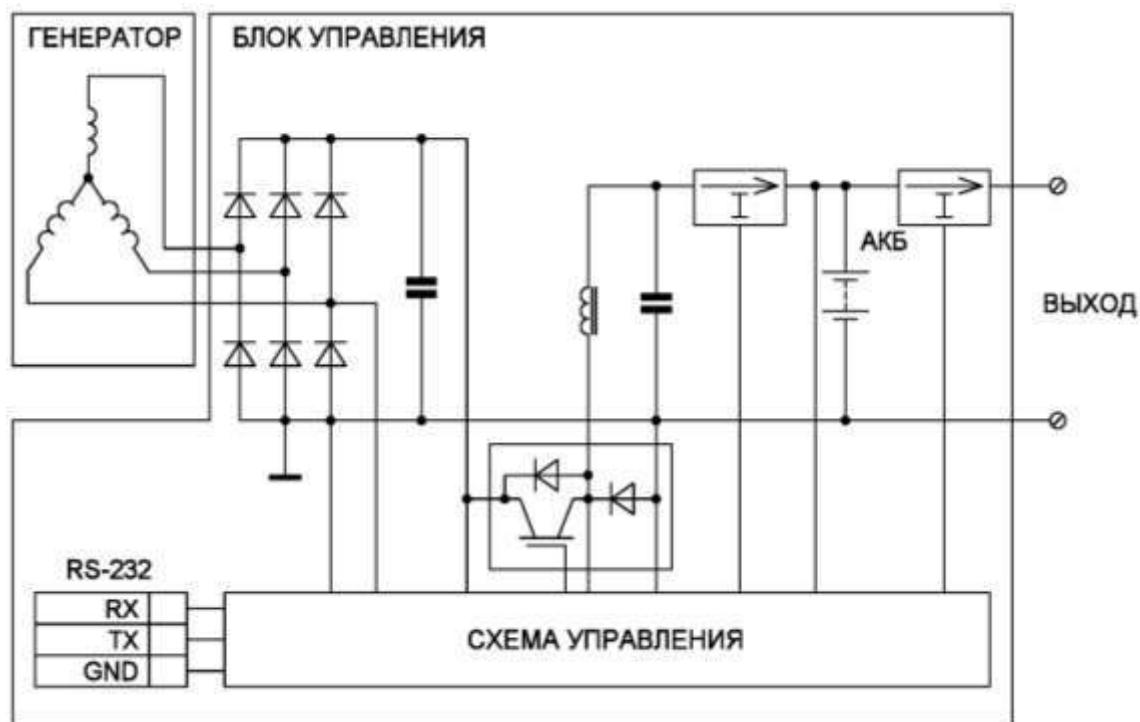 ГЕНЕРАТОР
БЛОК УПРАВЛЕНИЯ
АКБ
ВЫХОД
RS-232
RX
TX
GND
СХЕМА УПРАВЛЕНИЯ